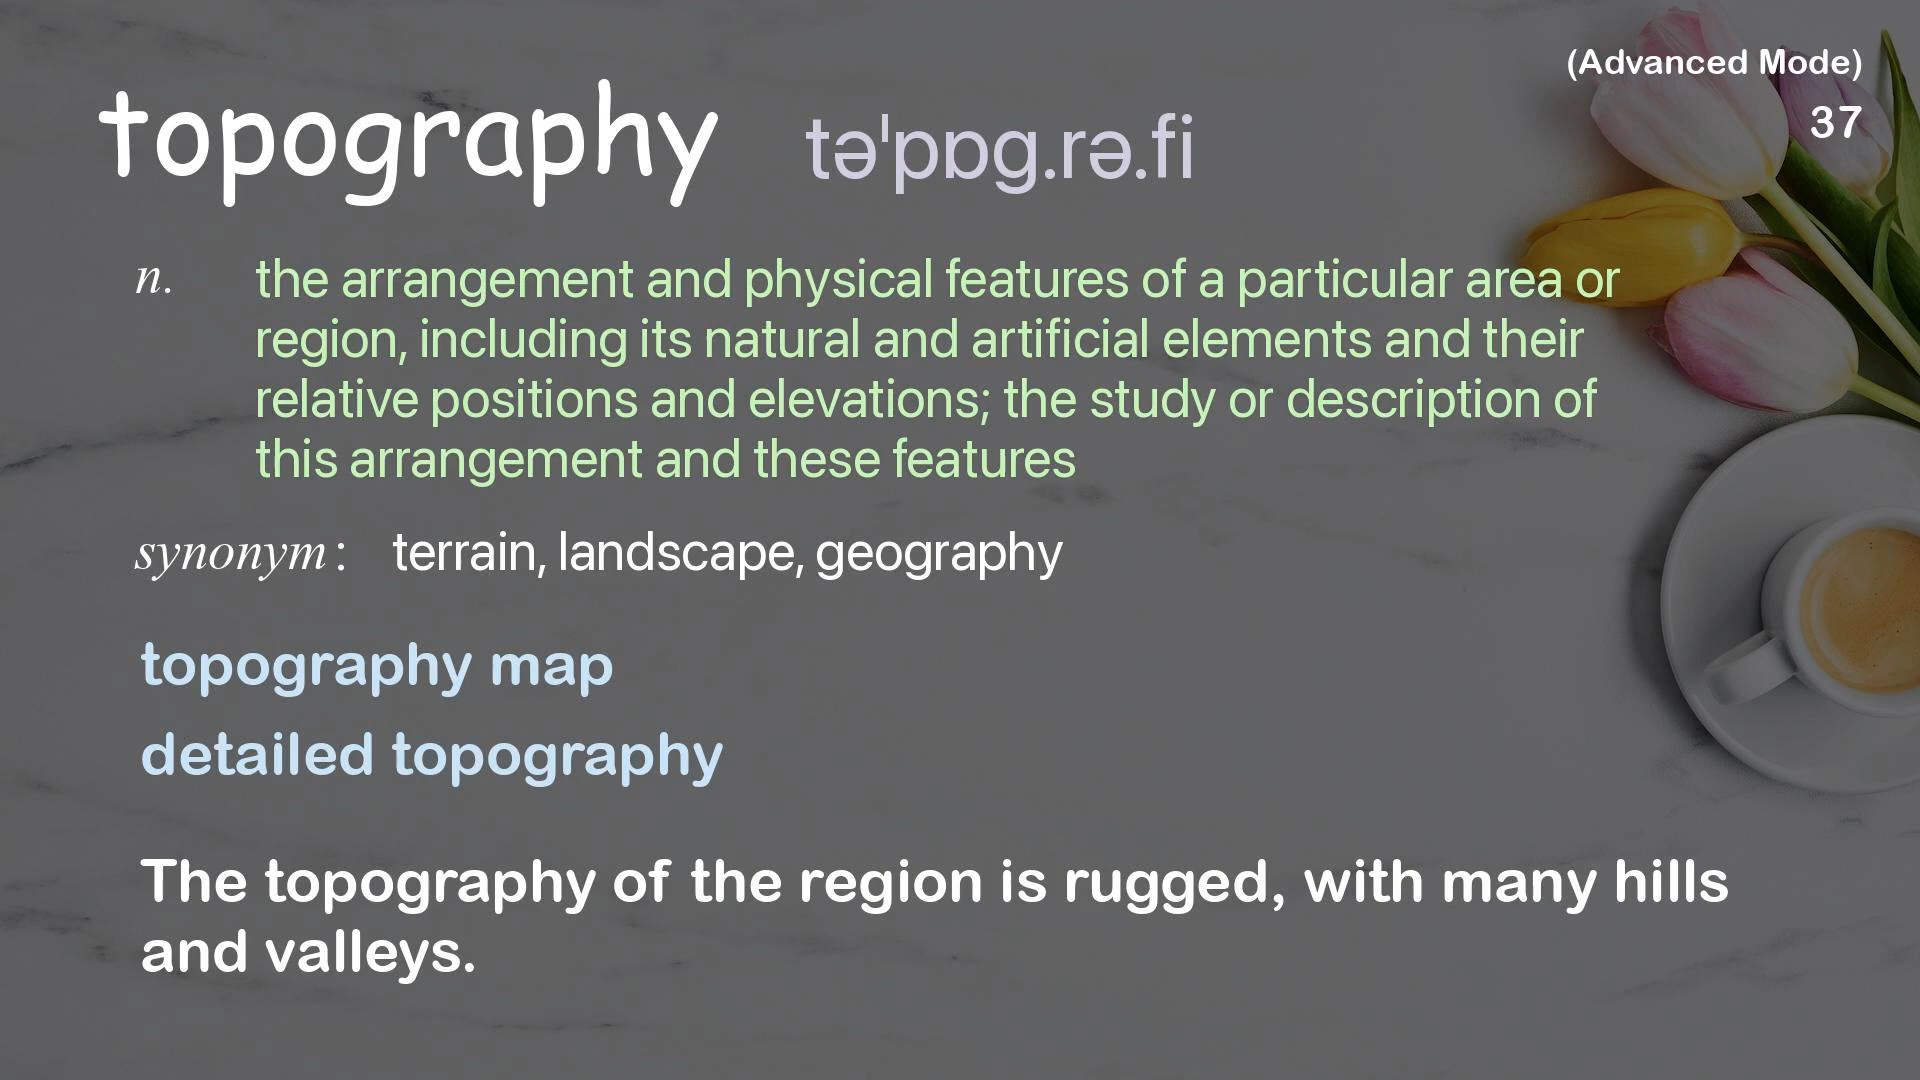 (Advanced Mode)
topography təˈpɒg.rə.fi
37
n. the arrangement and physical features of a particular area or
region, including its natural and artificial elements and their
relative positions and elevations; the study or description of
this arrangement and these features
synonym: terrain, landscape, geography
topography map
detailed topography
The topography of the region is rugged, with many hills
and valleys.